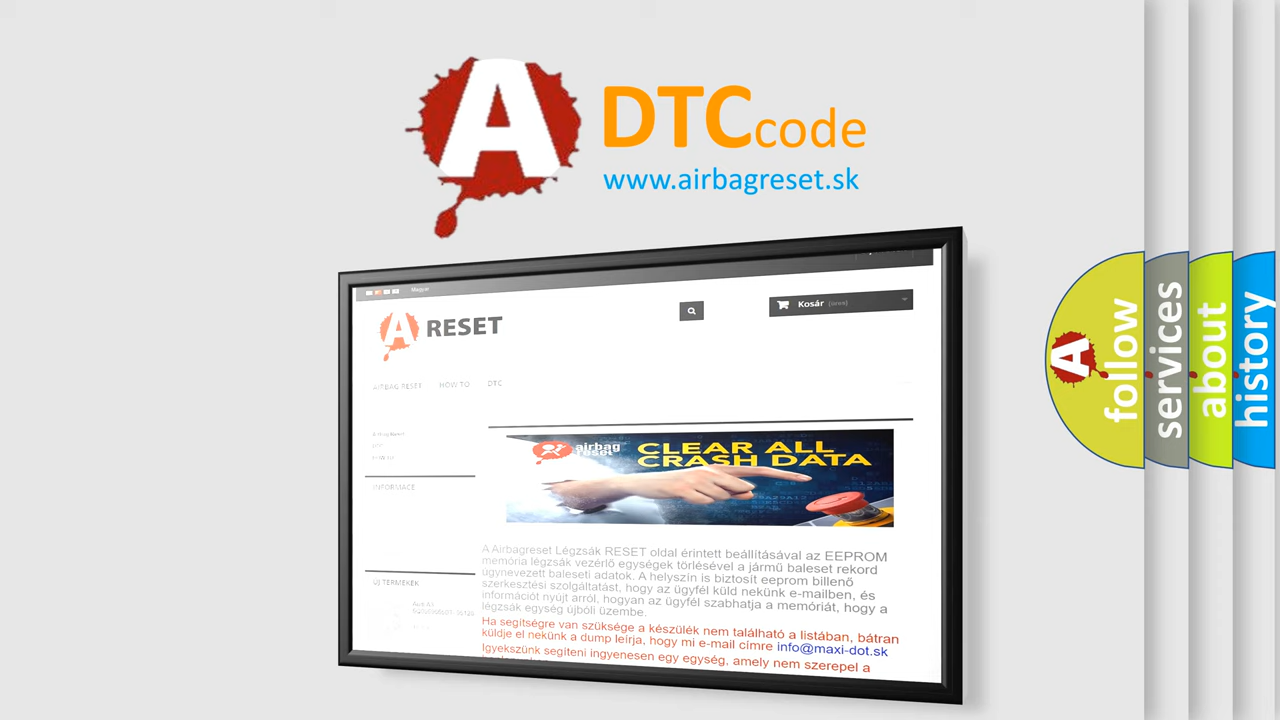 A
DTCcode
www.airbagreset.sk
Magyar
A RESET
Kosár
AIRBAG RESET HOW TO DTC
INFORMACE
ÚJ TERMÉKEK
airbag
reset
CLEAR ALL
CRASH DATA
A Airbagreset Légzsák RESET oldal érintett beállításával az EEPROM
memória légzsák vezérlő egységek törlésével a jármű baleset rekord
úgynevezett baleseti adatok. A helyszín is biztosít eeprom billenő
szerkesztési szolgáltatást, hogy az ügyfél küld nekünk e-mailben, és
információt nyújt arról, hogyan az ügyfél szabhatja a memóriát, hogy a
légzsák egység újbóli üzembe.
Ha segítségre van szüksége a készülék nem található a listában, bátran
küldje el nekünk a dump leírja, hogy mi e-mail címre info@maxi-dot.sk
Igyekszünk segíteni ingyenesen egy egység, amely nem szerepel a
A
follow
services
about
history